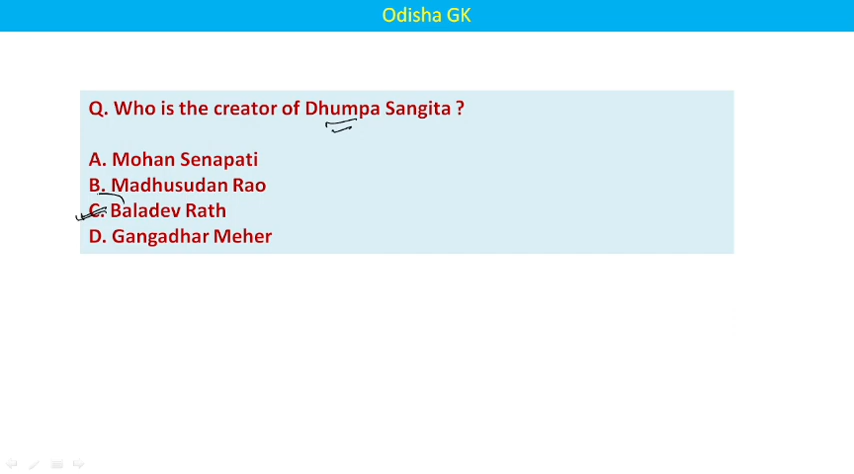 Odisha GK
Q. Who is the creator of Dhumpa Sangita ?
A. Mohan Senapati
B. Madhusudan Rao
C. Baladev Rath
D. Gangadhar Meher